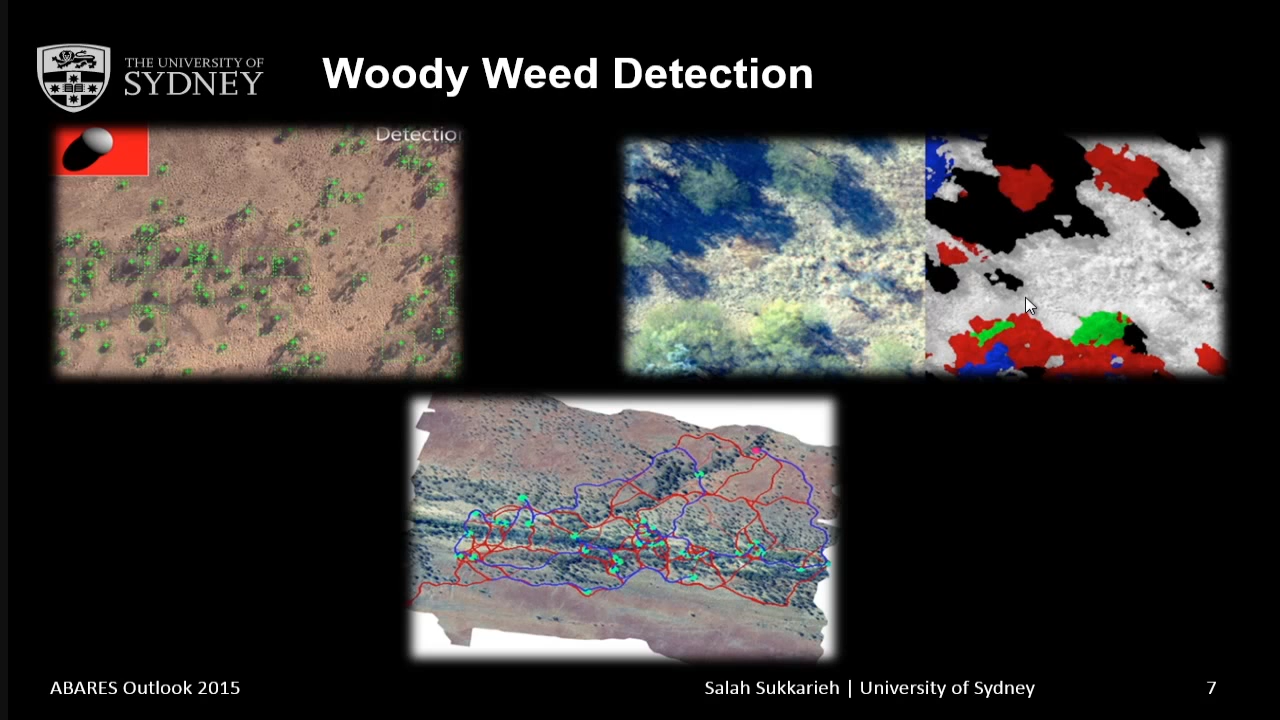 THE UNIVERSITY OF
SYDNEY
Woody Weed Detection
Detection
ABARES Outlook 2015
Salah Sukkarieh | University of Sydney
7